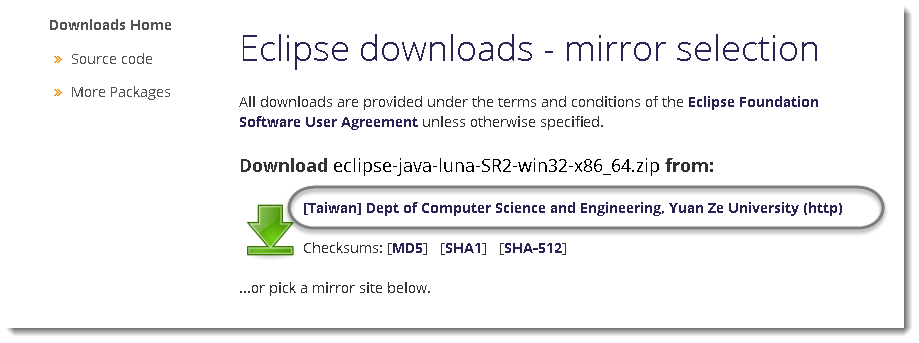 Downloads Home
» Source code
» More Packages
Eclipse downloads - mirror selection
All downloads are provided under the terms and conditions of the Eclipse Foundation
Software User Agreement unless otherwise specified.
Download eclipse-java-luna-SR2-win32-x86_64.zip from:
[Taiwan] Dept of Computer Science and Engineering, Yuan Ze University (http)
Checksums: [MD5] [SHA1] [SHA-512]
...or pick a mirror site below.